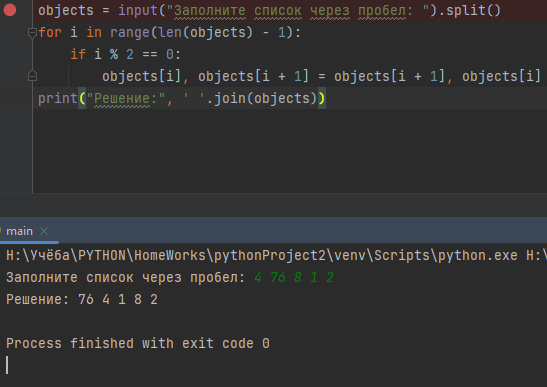 objects = input("Заполните список через пробел: ").split()
for i in range(len(objects) - 1):
    if i % 2 == 0:
        objects[i], objects[i + 1] = objects[i + 1], objects[i]
print("Решение:", ' '.join(objects))
main ×
H:\Учёба\PYTHON\HomeWorks\pythonProject2\venv\Scripts\python.exe H:\
Заполните список через пробел: 4 76 8 1 2
Решение: 76 4 1 8 2
Process finished with exit code 0